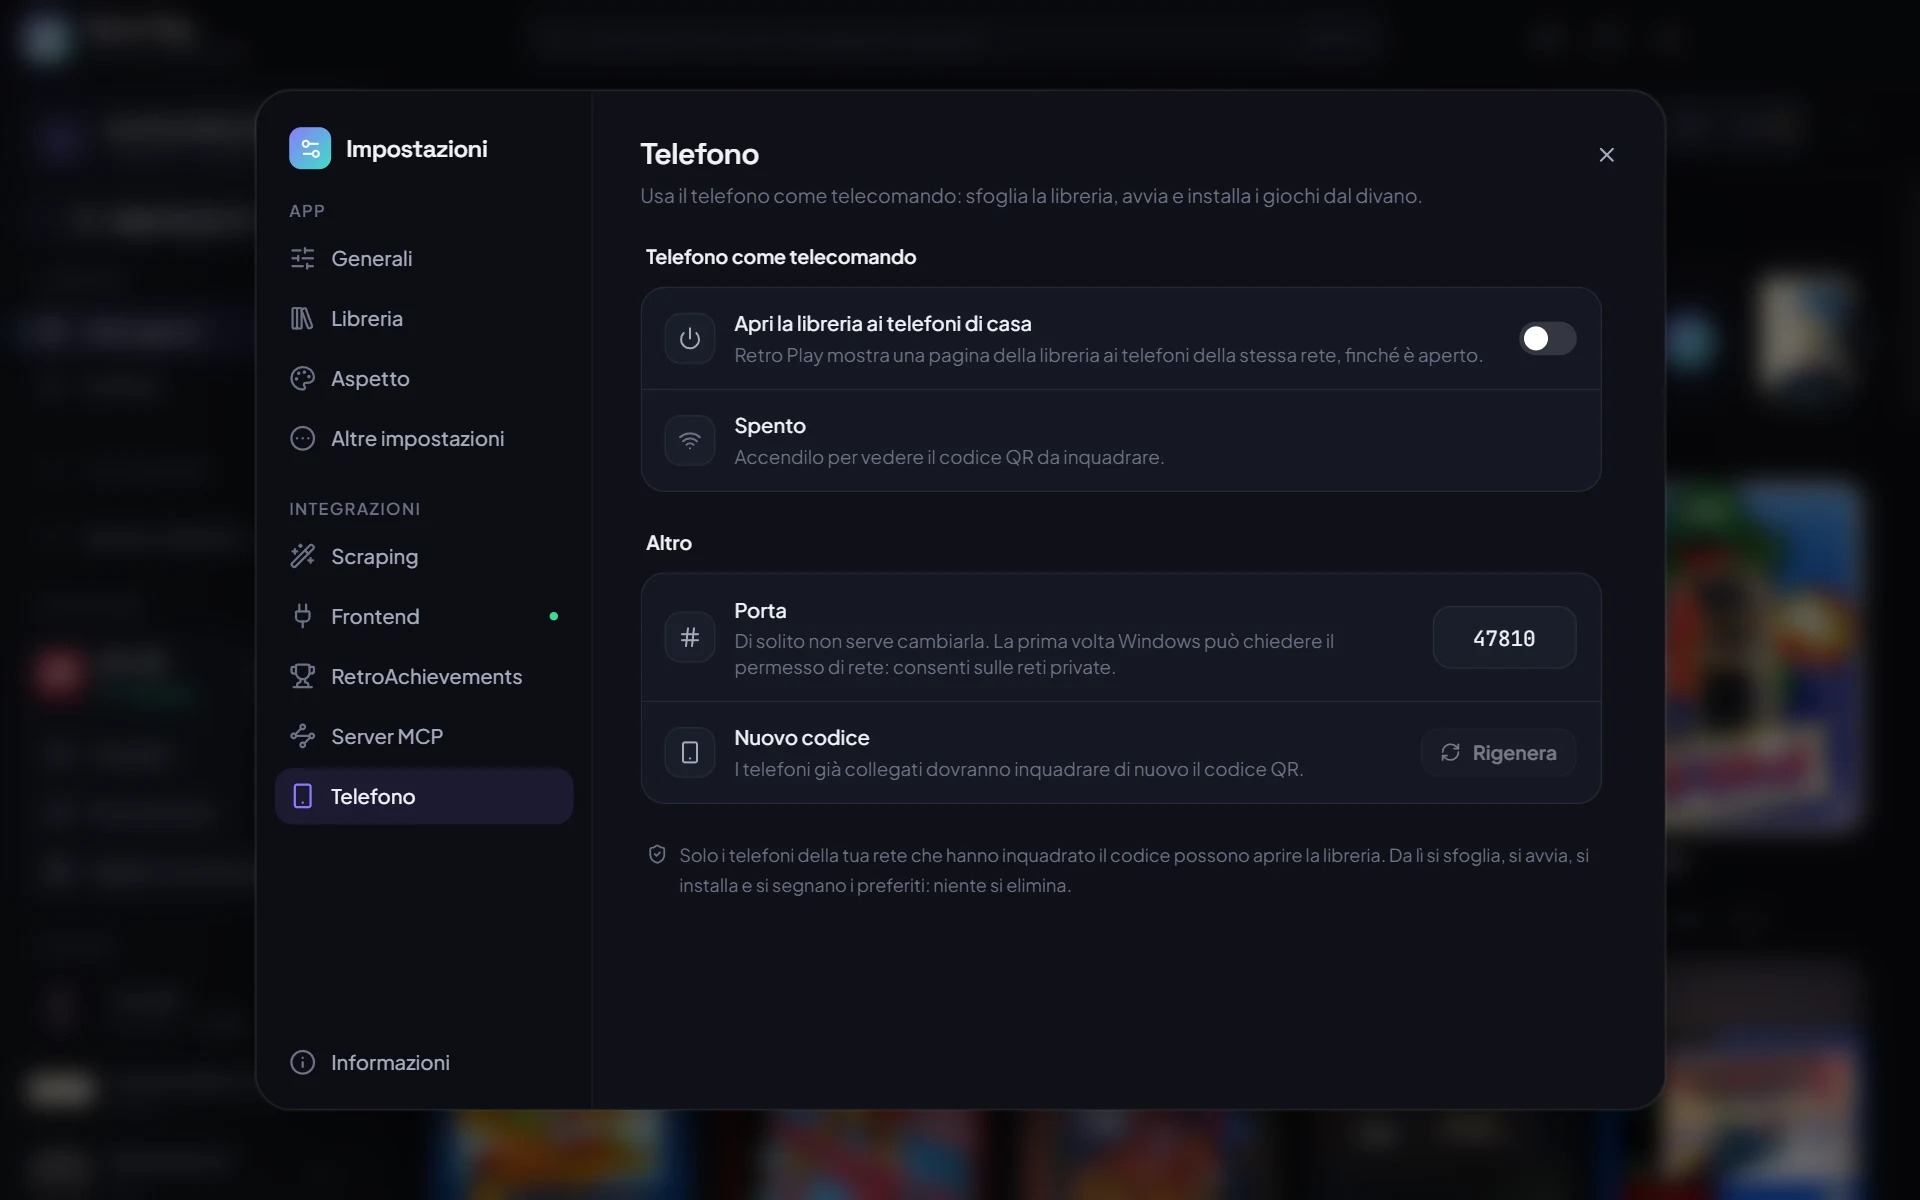 Impostazioni
APP
Generali
Libreria
Aspetto
Altre impostazioni
INTEGRAZIONI
Scraping
Frontend
RetroAchievements
Server MCP
Telefono
Informazioni
Telefono
Usa il telefono come telecomando: sfoglia la libreria, avvia e installa i giochi dal divano.
Telefono come telecomando
Apri la libreria ai telefoni di casa
Retro Play mostra una pagina della libreria ai telefoni della stessa rete, finché è aperto.
Spento
Accendilo per vedere il codice QR da inquadrare.
Altro
Porta
Di solito non serve cambiarla. La prima volta Windows può chiedere il
permesso di rete: consenti sulle reti private.
47810
Nuovo codice
I telefoni già collegati dovranno inquadrare di nuovo il codice QR.
Rigenera
Solo i telefoni della tua rete che hanno inquadrato il codice possono aprire la libreria. Da lì si sfoglia, si avvia, si
installa e si segnano i preferiti: niente si elimina.